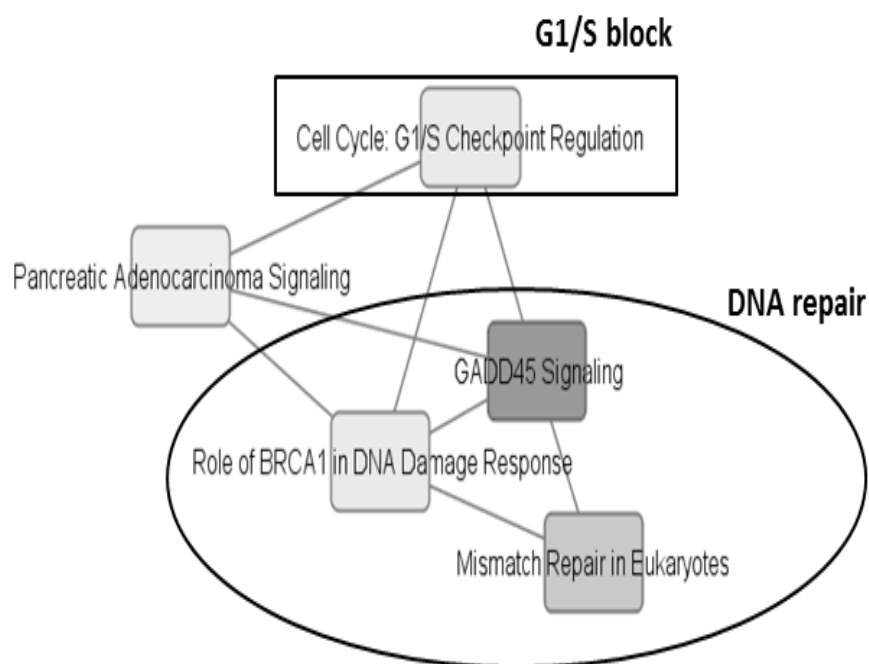 G1/S block
Cell Cycle: G1/S Checkpoint Regulation
Pancreatic Adenocarcinoma Signaling
DNA repair
GADD45 Signaling
Role of BRCA1 in DNA Damage Response
Mismatch Repair in Eukaryotes